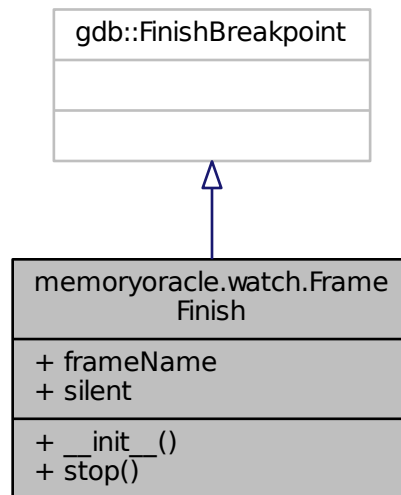 gdb::FinishBreakpoint
memoryoracle.watch.Frame
Finish
+ frameName
+ silent
+ __init__()
+ stop()